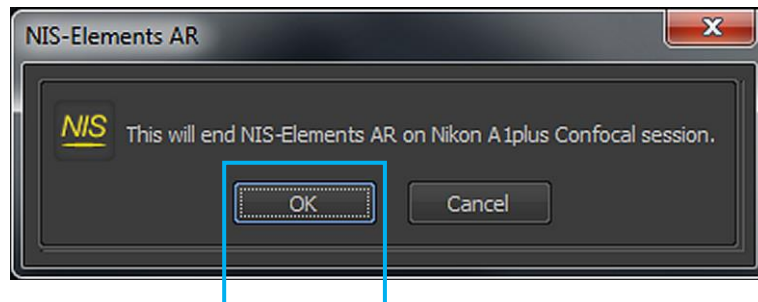 NIS-Elements AR
NIS This will end NIS-Elements AR on Nikon A1plus Confocal session.
OK Cancel